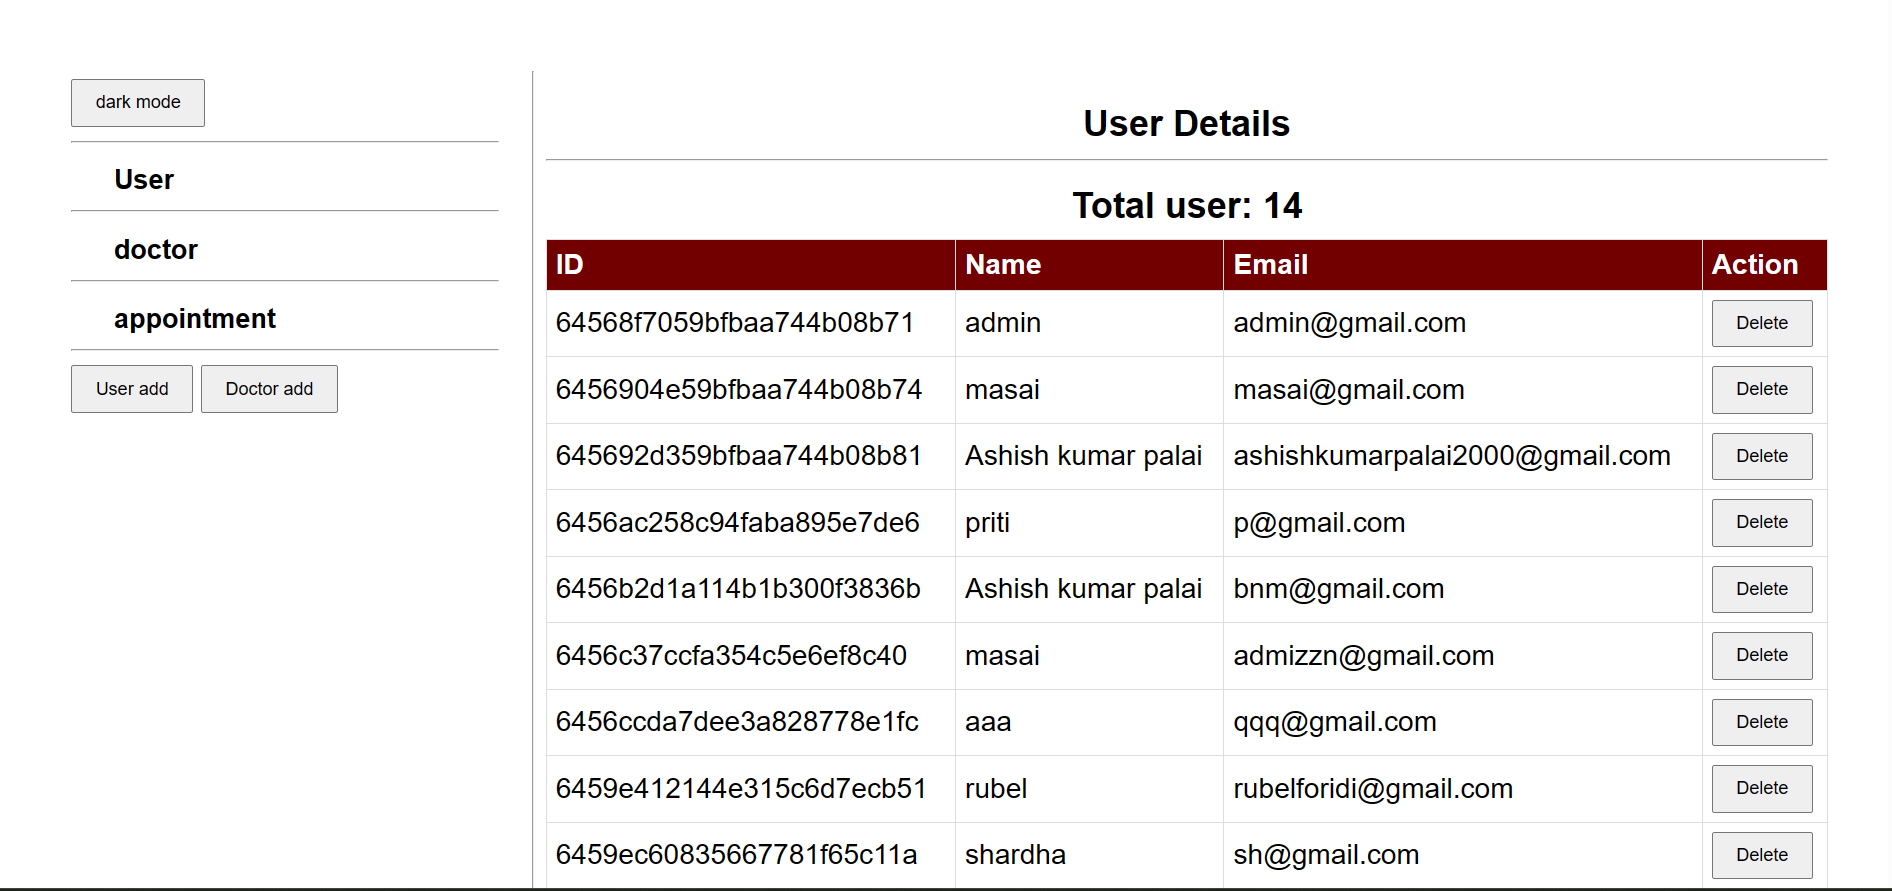 dark mode
User
doctor
appointment
User add Doctor add
User Details
Total user: 14
ID Name Email Action
64568f7059bfbaa744b08b71 admin admin@gmail.com Delete
6456904e59bfbaa744b08b74 masai masai@gmail.com Delete
645692d359bfbaa744b08b81 Ashish kumar palai ashishkumarpalai2000@gmail.com Delete
6456ac258c94faba895e7de6 priti p@gmail.com Delete
6456b2d1a114b1b300f3836b Ashish kumar palai bnm@gmail.com Delete
6456c37ccfa354c5e6ef8c40 masai admizzn@gmail.com Delete
6456ccda7dee3a828778e1fc aaa qqq@gmail.com Delete
6459e412144e315c6d7ecb51 rubel rubelforidi@gmail.com Delete
6459ec60835667781f65c11a shardha sh@gmail.com Delete